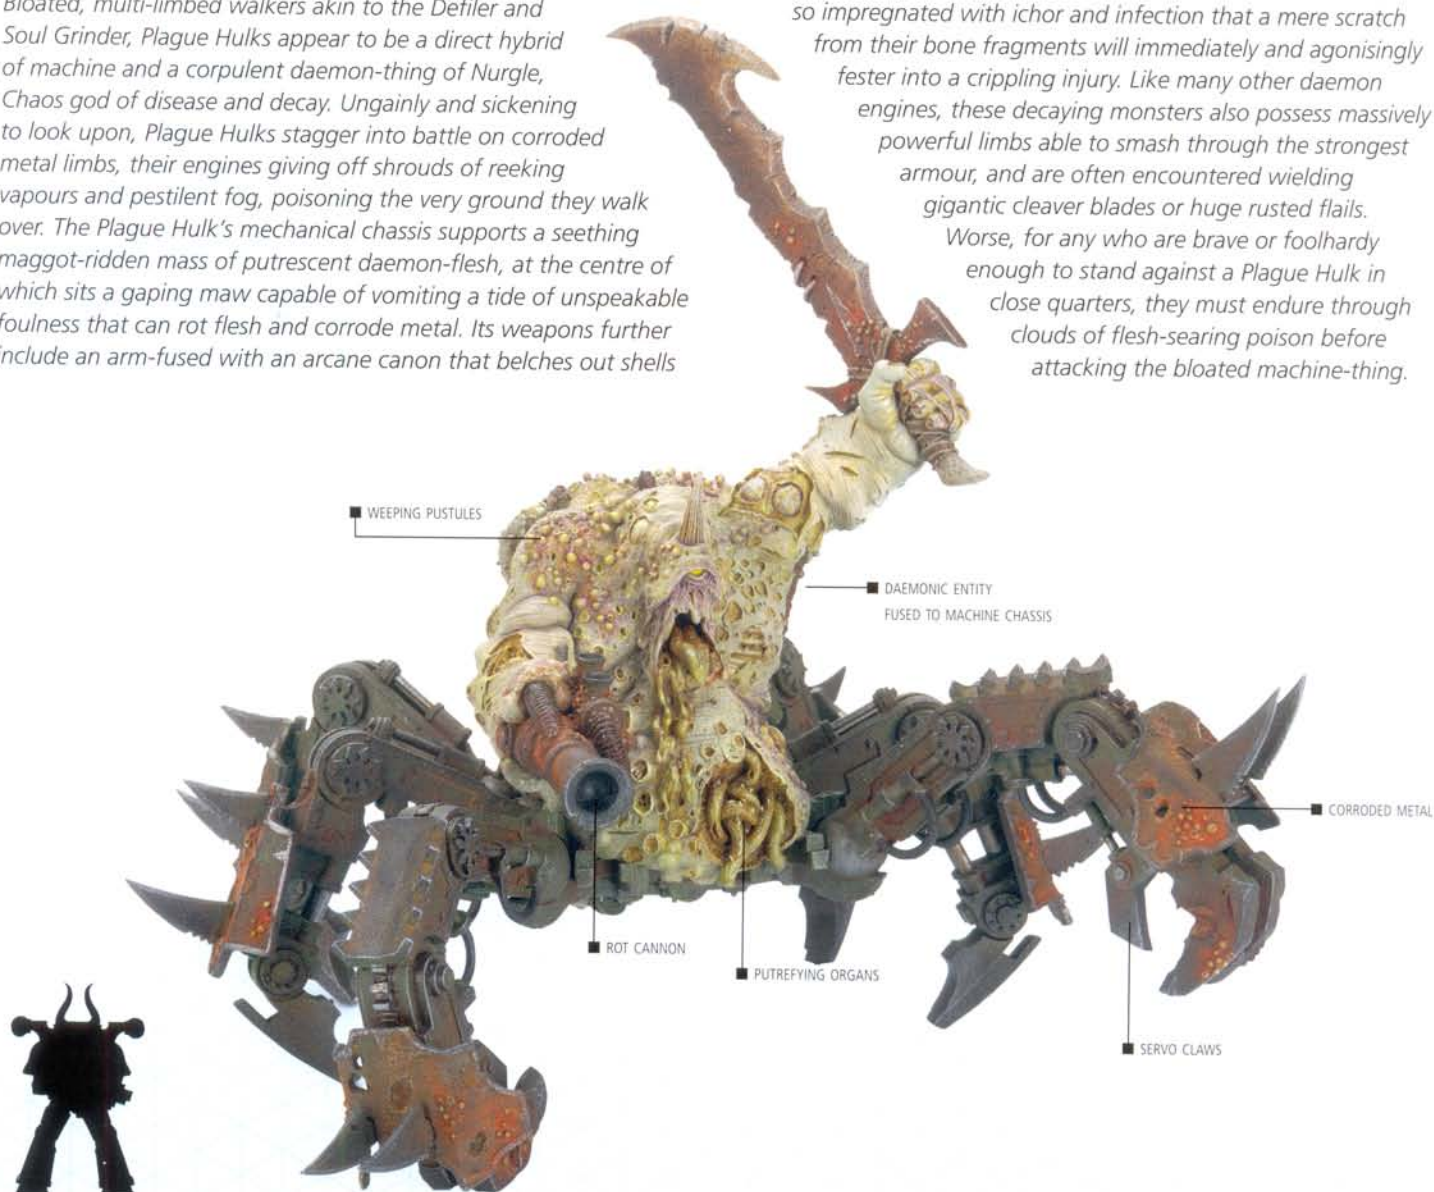 Bloated, multi-limbed walkers akin to the Defiler and
Soul Grinder, Plague Hulks appear to be a direct hybrid
of machine and a corpulent daemon-thing of Nurgle,
Chaos god of disease and decay. Ungainly and sickening
to look upon, Plague Hulks stagger into battle on corroded
metal limbs, their engines giving off shrouds of reeking
vapours and pestilent fog, poisoning the very ground they walk
over. The Plague Hulk's mechanical chassis supports a seething
maggot-ridden mass of putrescent daemon-flesh, at the centre of
which sits a gaping maw capable of vomiting a tide of unspeakable
foulness that can rot flesh and corrode metal. Its weapons further
include an arm-fused with an arcane canon that belches out shells
so impregnated with ichor and infection that a mere scratch
from their bone fragments will immediately and agonisingly
fester into a crippling injury. Like many other daemon
engines, these decaying monsters also possess massively
powerful limbs able to smash through the strongest
armour, and are often encountered wielding
gigantic cleaver blades or huge rusted flails.
Worse, for any who are brave or foolhardy
enough to stand against a Plague Hulk in
close quarters, they must endure through
clouds of flesh-searing poison before
attacking the bloated machine-thing.
WEEPING PUSTULES
DAEMONIC ENTITY
FUSED TO MACHINE CHASSIS
CORRODED METAL
ROT CANNON
PUTREFYING ORGANS
SERVO CLAWS